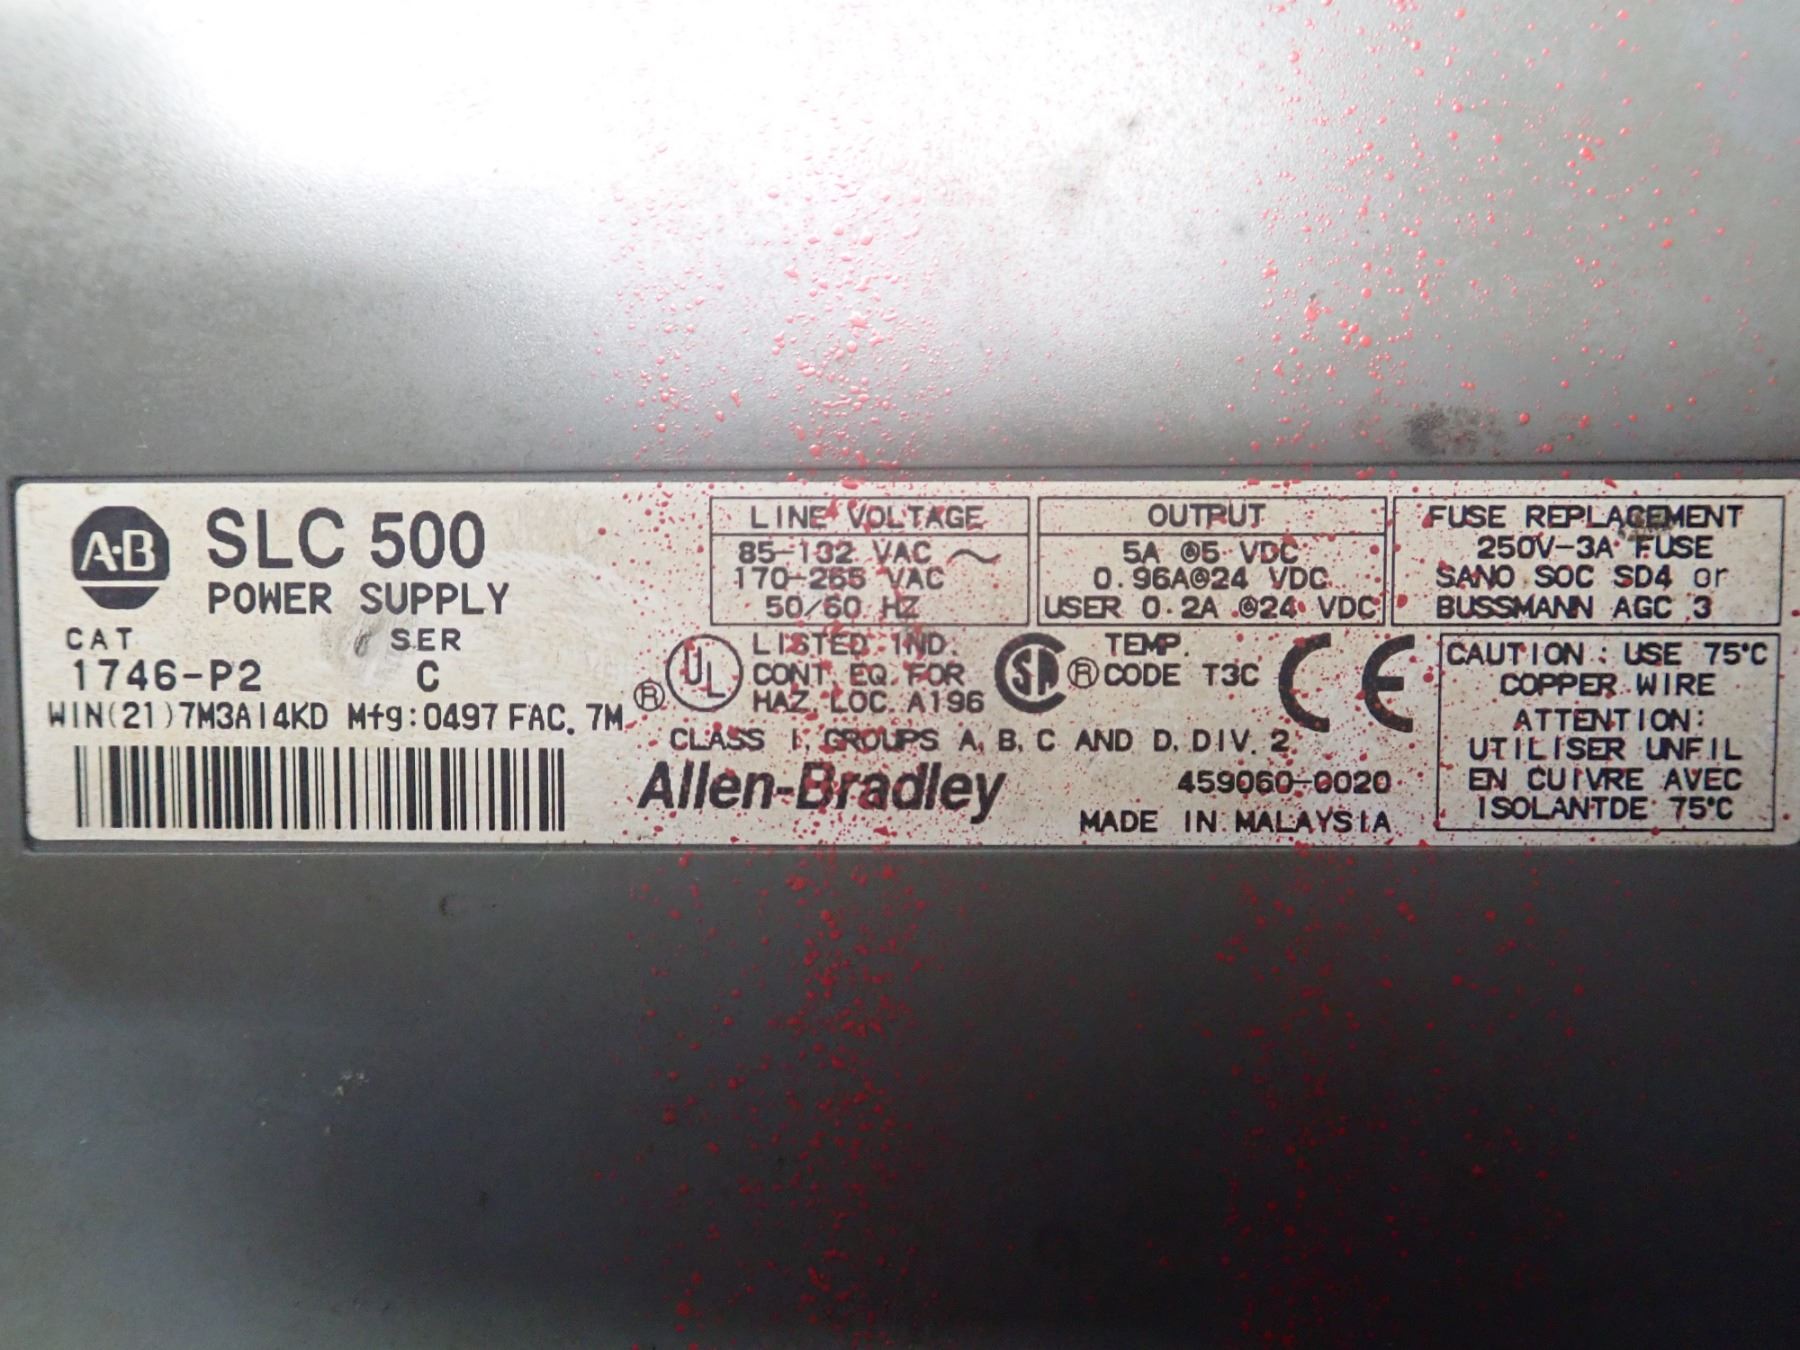 A-B SLC 500
POWER SUPPLY
CAT SER
1746-P2 C
WIN(21)7M3AI4KD Mfg:0497 FAC. 7M
LINE VOLTAGE
85-132 VAC ~
170-265 VAC
50/60 HZ
OUTPUT
5A @5 VDC
0.96A@24 VDC
USER 0.2A @24 VDC
FUSE REPLACEMENT
250V-3A FUSE
SANO SOC SD4 or
BUSSMANN AGC 3
® UL LISTED IND.
CONT. EQ. FOR
HAZ. LOC. A196
SA ® TEMP.
CODE T3C
CE
CLASS I, GROUPS A, B, C AND D, DIV. 2
Allen-Bradley
459060-0020
MADE IN MALAYSIA
CAUTION: USE 75°C
COPPER WIRE
ATTENTION:
UTILISER UNFIL
EN CUIVRE AVEC
ISOLANTDE 75°C